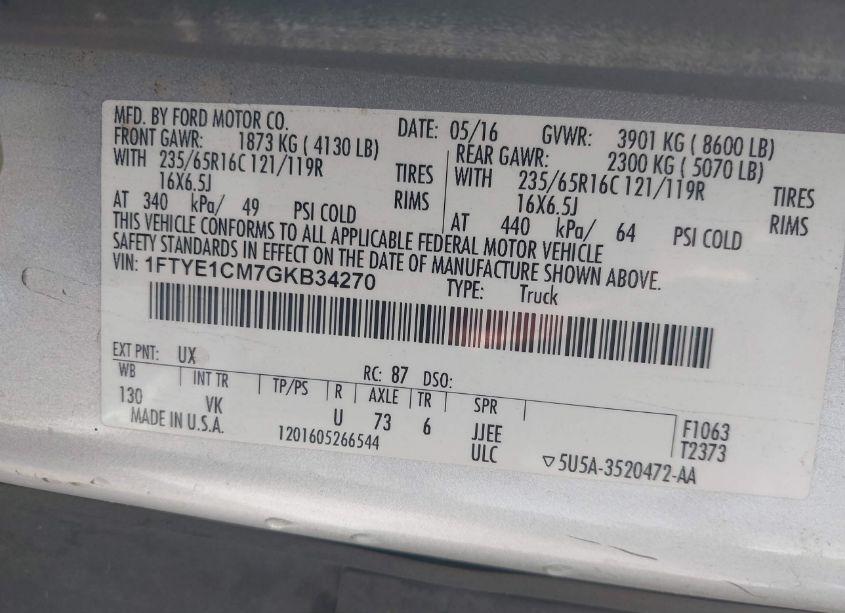 MFD. BY FORD MOTOR CO. DATE: 05/16 GVWR: 3901 KG ( 8600 LB)
FRONT GAWR: 1873 KG ( 4130 LB) REAR GAWR: 2300 KG ( 5070 LB)
WITH 235/65R16C 121/119R TIRES WITH 235/65R16C 121/119R TIRES
16X6.5J RIMS 16X6.5J RIMS
AT 340 kPa/ 49 PSI COLD AT 440 kPa/ 64 PSI COLD
THIS VEHICLE CONFORMS TO ALL APPLICABLE FEDERAL MOTOR VEHICLE
SAFETY STANDARDS IN EFFECT ON THE DATE OF MANUFACTURE SHOWN ABOVE.
VIN: 1FTYE1CM7GKB34270 TYPE: Truck
EXT PNT: UX RC: 87 DSO:
WB INT TR TP/PS R AXLE TR SPR
130 VK U 73 6 JJEE F1063
MADE IN U.S.A. 1201605266544 ULC ▽5U5A-3520472-AA T2373